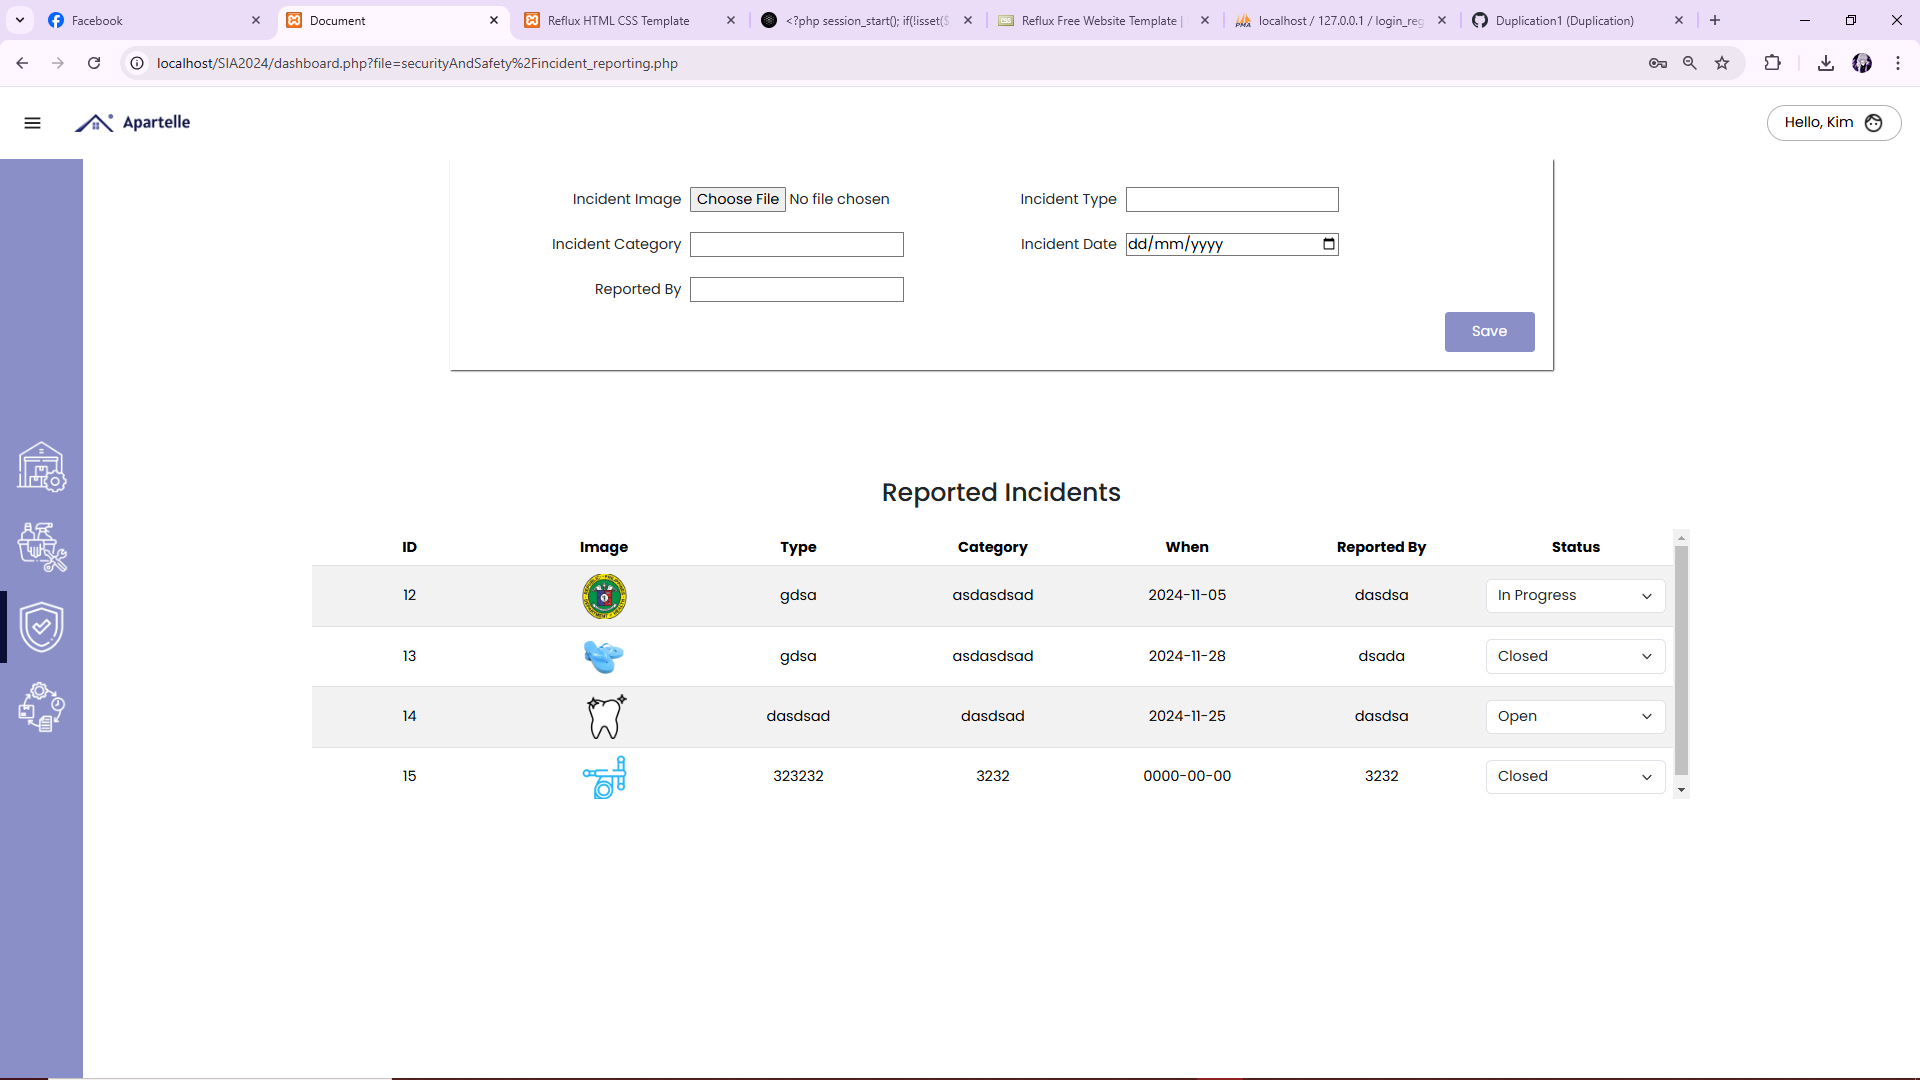 Facebook
Document
Reflux HTML CSS Template
<?php session_start(); if(!isset($
Reflux Free Website Template |
localhost / 127.0.0.1 / login_reg
Duplication1 (Duplication)
localhost/SIA2024/dashboard.php?file=securityAndSafety%2Fincident_reporting.php
Apartelle
Hello, Kim
Incident Image Choose File No file chosen Incident Type
Incident Category Incident Date dd/mm/yyyy
Reported By
Save
Reported Incidents
ID Image Type Category When Reported By Status
12 gdsa asdasdsad 2024-11-05 dasdsa In Progress
13 gdsa asdasdsad 2024-11-28 dsada Closed
14 dasdsad dasdsad 2024-11-25 dasdsa Open
15 323232 3232 0000-00-00 3232 Closed